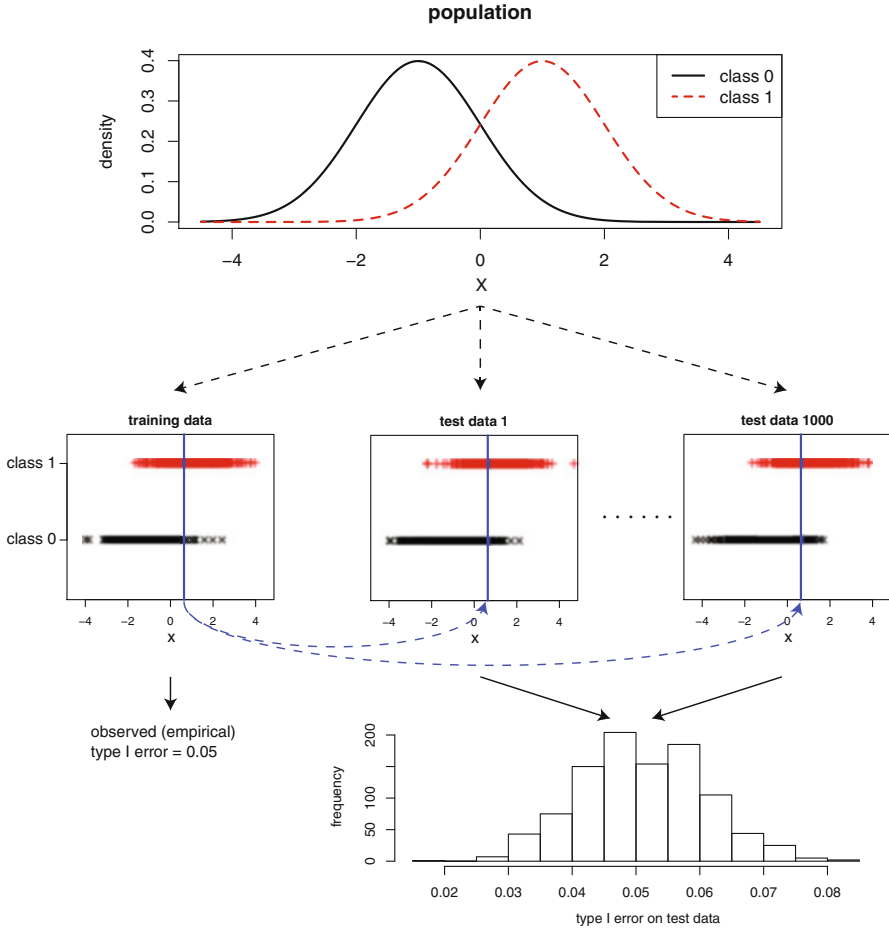 population
density
0.0
0.1
0.2
0.3
0.4
class 0
class 1
−4
−2
0
2
4
X
training data
test data 1
test data 1000
class 1
class 0
. . . . . . .
−4
−2
0
2
4
x
−4
−2
0
2
4
x
−4
−2
0
2
4
x
observed (empirical)
type I error = 0.05
frequency
0
50
100
200
0.02
0.03
0.04
0.05
0.06
0.07
0.08
type I error on test data